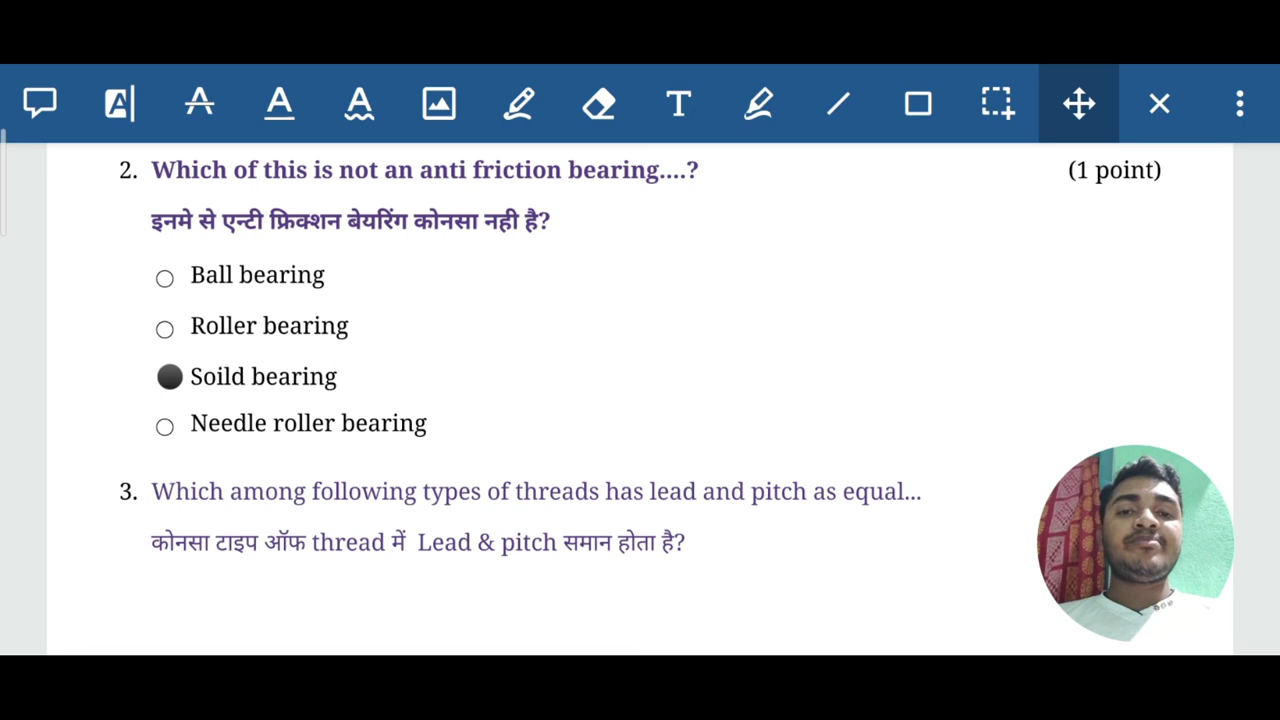 2. Which of this is not an anti friction bearing....? (1 point)
इनमे से एन्टी फ्रिक्शन बेयरिंग कोनसा नही है?
Ball bearing
Roller bearing
Soild bearing
Needle roller bearing
3. Which among following types of threads has lead and pitch as equal...
कोनसा टाइप ऑफ thread में Lead & pitch समान होता है?